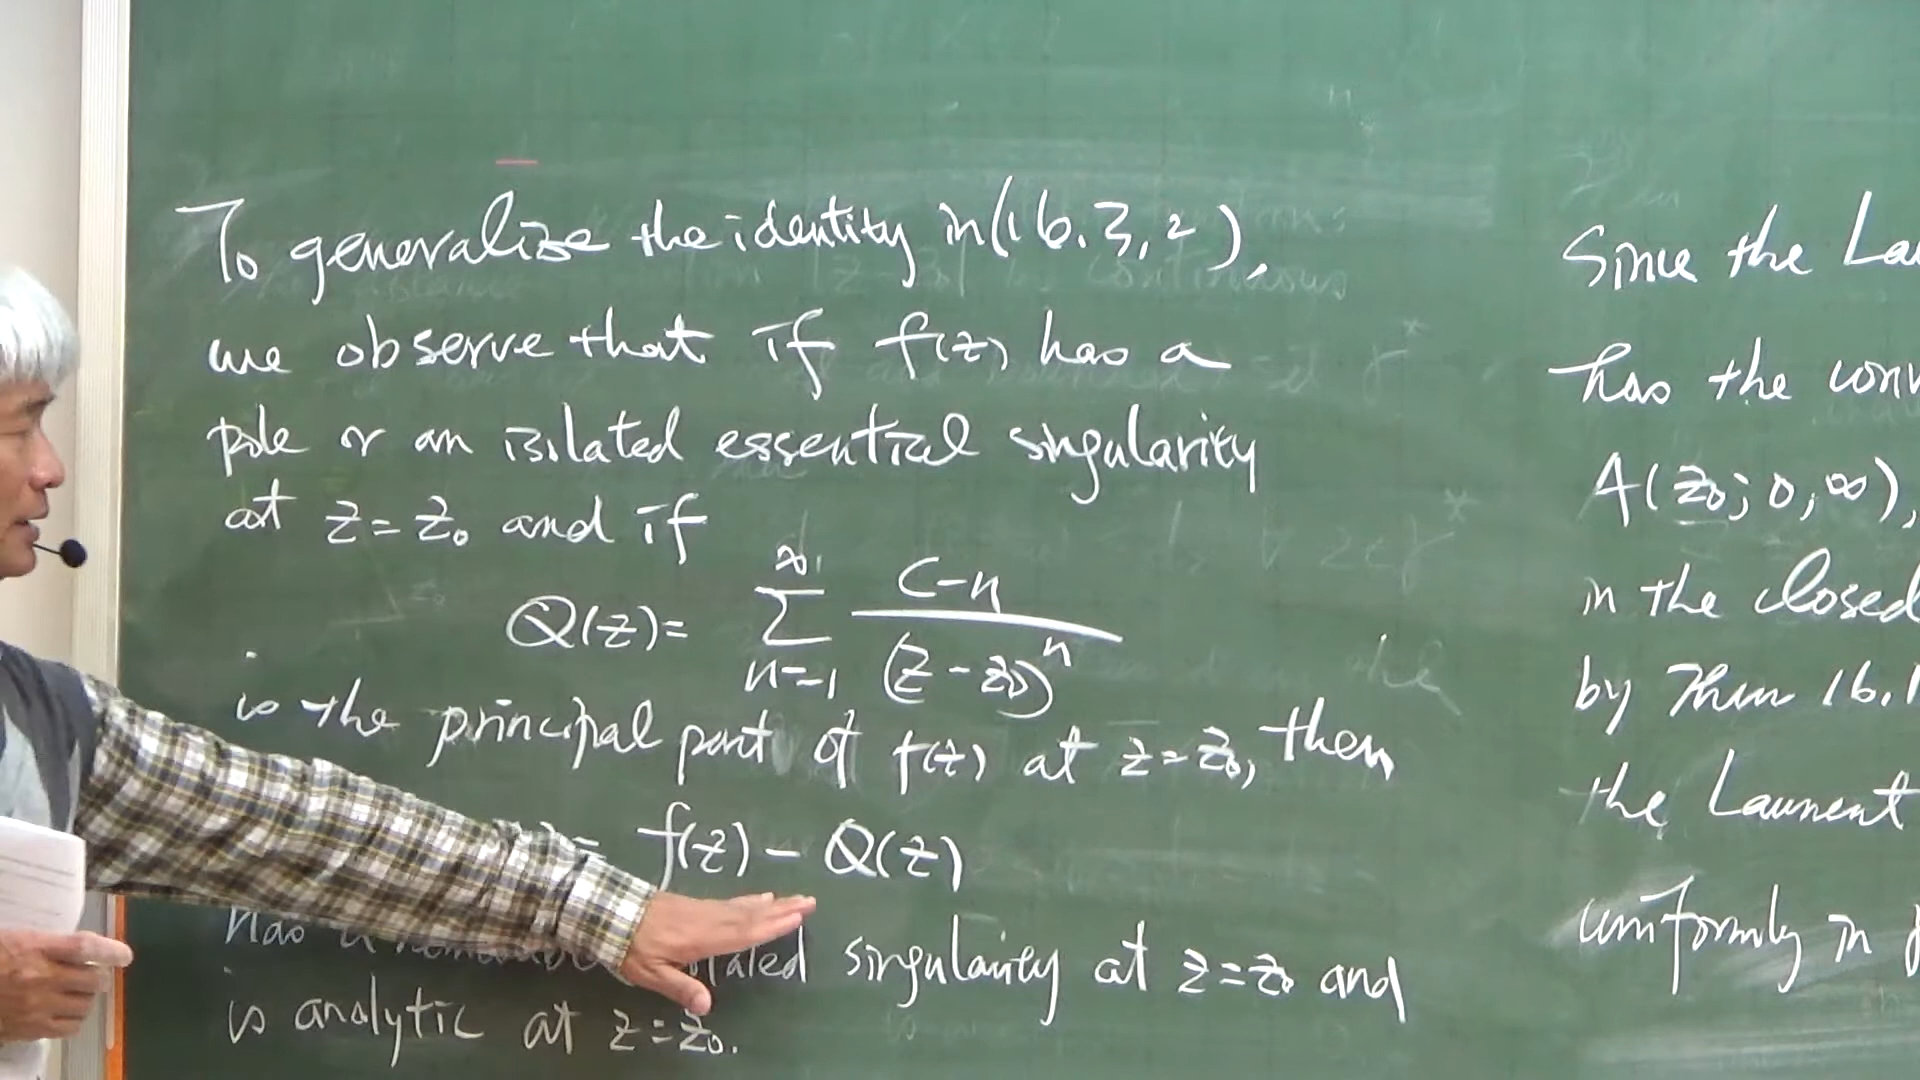 To generalize the identity in (16.3.2),
we observe that if f(z) has a
pole or an isolated essential singularity
at z = z₀ and if
Q(z) = ∑_{n=1}^{∞} C-n / (z - z₀)^n
is the principal part of f(z) at z = z₀, then
= f(z) - Q(z)
has a singularity at z = z₀ and
is analytic at z = z₀.
Since the La
has the conv
A(z₀; 0, ∞),
in the closed
by Thm 16.1
the Laurent
uniformly in